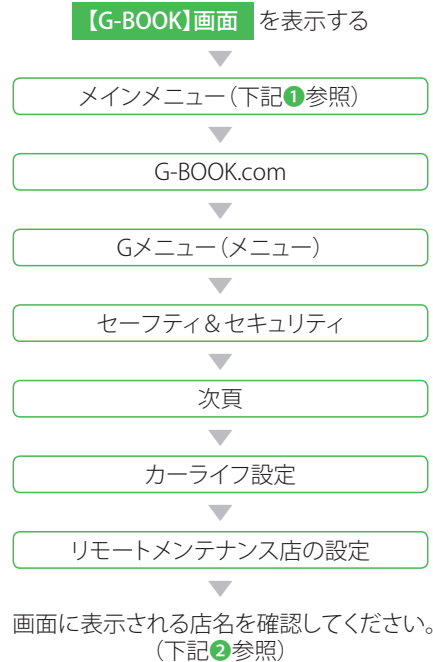 【G-BOOK】画面 を表示する
メインメニュー（下記❶参照）
G-BOOK.com
Gメニュー（メニュー）
セーフティ＆セキュリティ
次頁
カーライフ設定
リモートメンテナンス店の設定
画面に表示される店名を確認してください。
（下記❷参照）